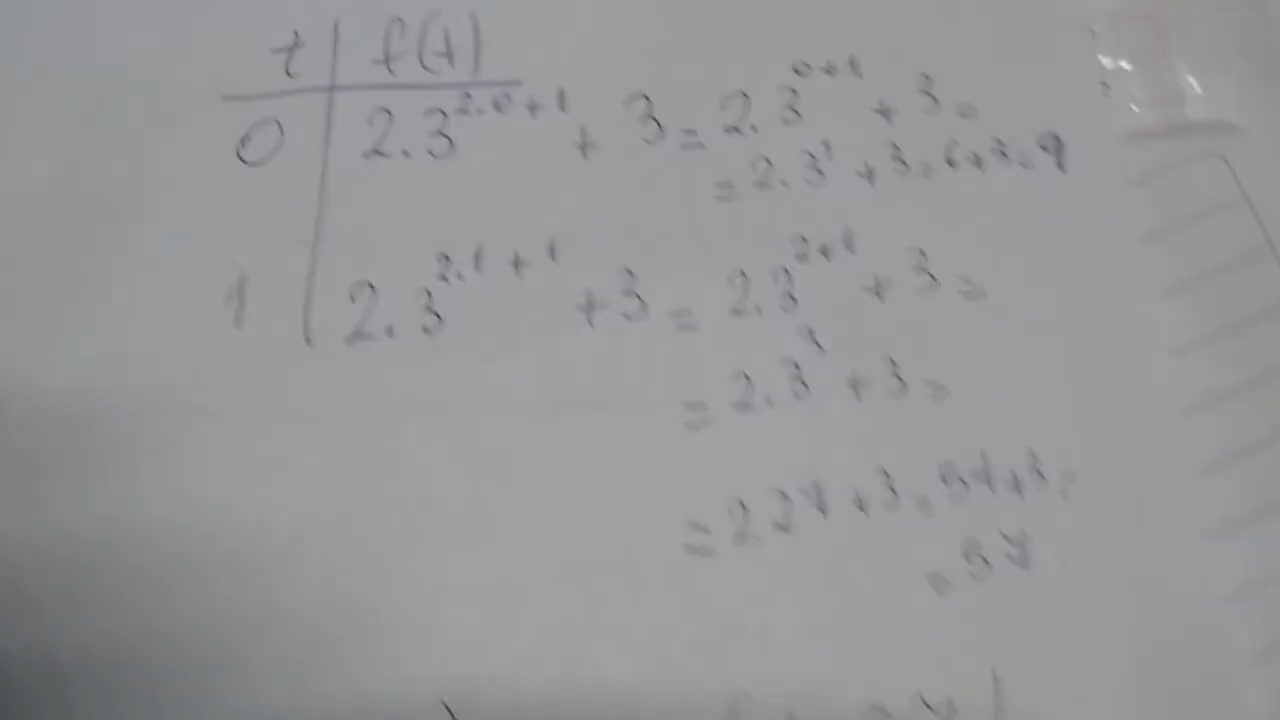 t | f(t)
0 | 2.3^{2.0+1} + 3 = 2.3^{0+1} + 3 =
= 2.3^1 + 3 = 6+3 = 9
1 | 2.3^{2.1+1} + 3 = 2.3^{2+1} + 3 =
= 2.3^3 + 3 =
= 2.27 + 3 = 54+3 =
= 57